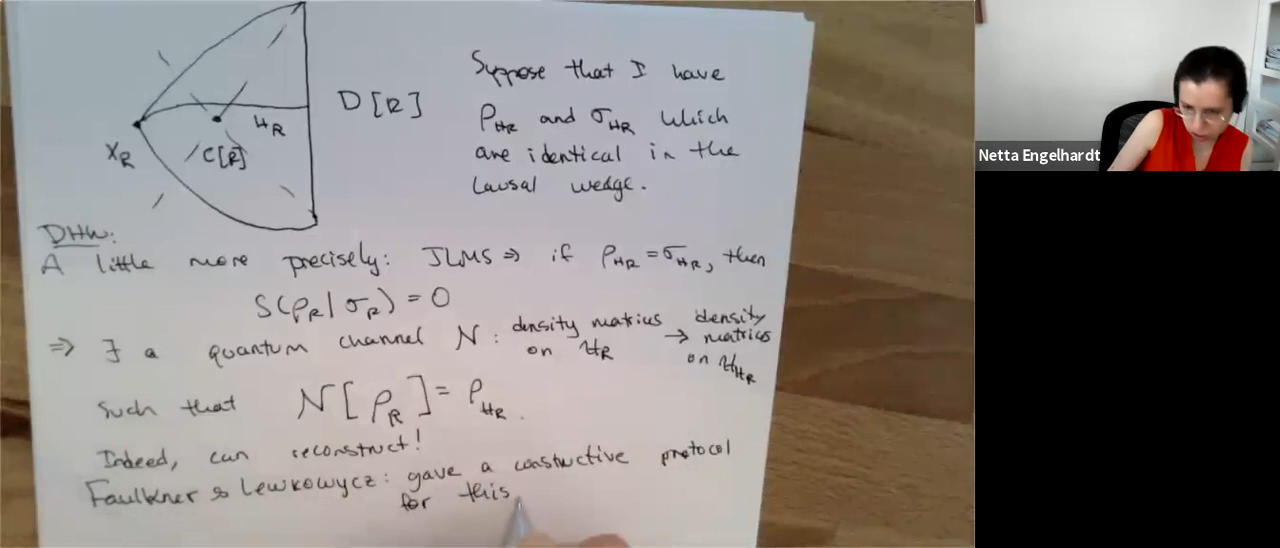 Suppose that I have
D[R]
ρ_HR and σ_HR which
H_R
X_R
C[R]
are identical in the
causal wedge.
DHW:
A little more precisely: JLMS ⇒ if ρ_HR = σ_HR, then
S(ρ_R | σ_R) = 0
⇒ ∃ a quantum channel N : density matrices on H_R → density matrices on H_HR
such that N[ρ_R] = ρ_HR.
Indeed, can reconstruct!
Faulkner & Lewkowycz: gave a constructive protocol
for this
Netta Engelhardt